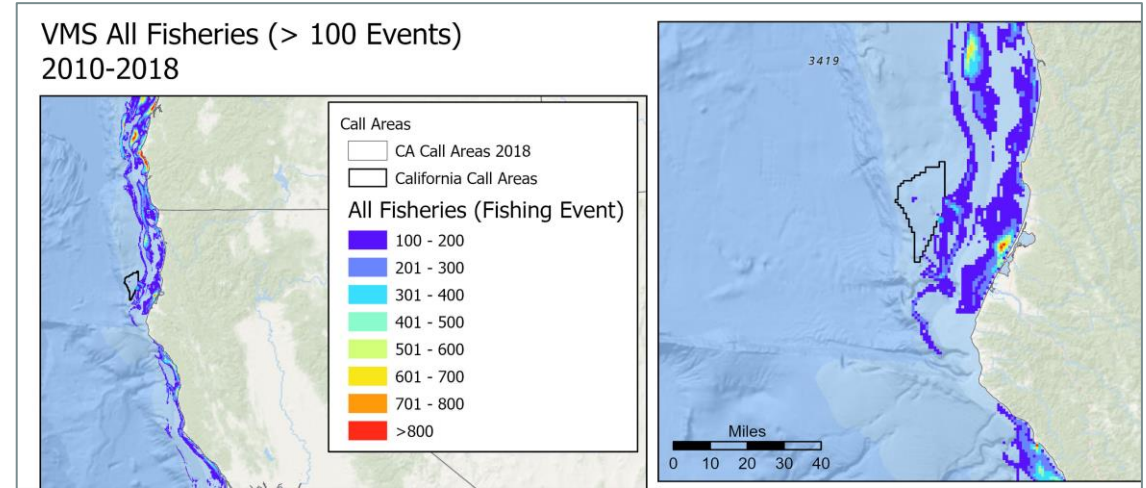 VMS All Fisheries (> 100 Events)
2010-2018
Call Areas
CA Call Areas 2018
California Call Areas
All Fisheries (Fishing Event)
100 - 200
201 - 300
301 - 400
401 - 500
501 - 600
601 - 700
701 - 800
>800
3419
Miles
0 10 20 30 40